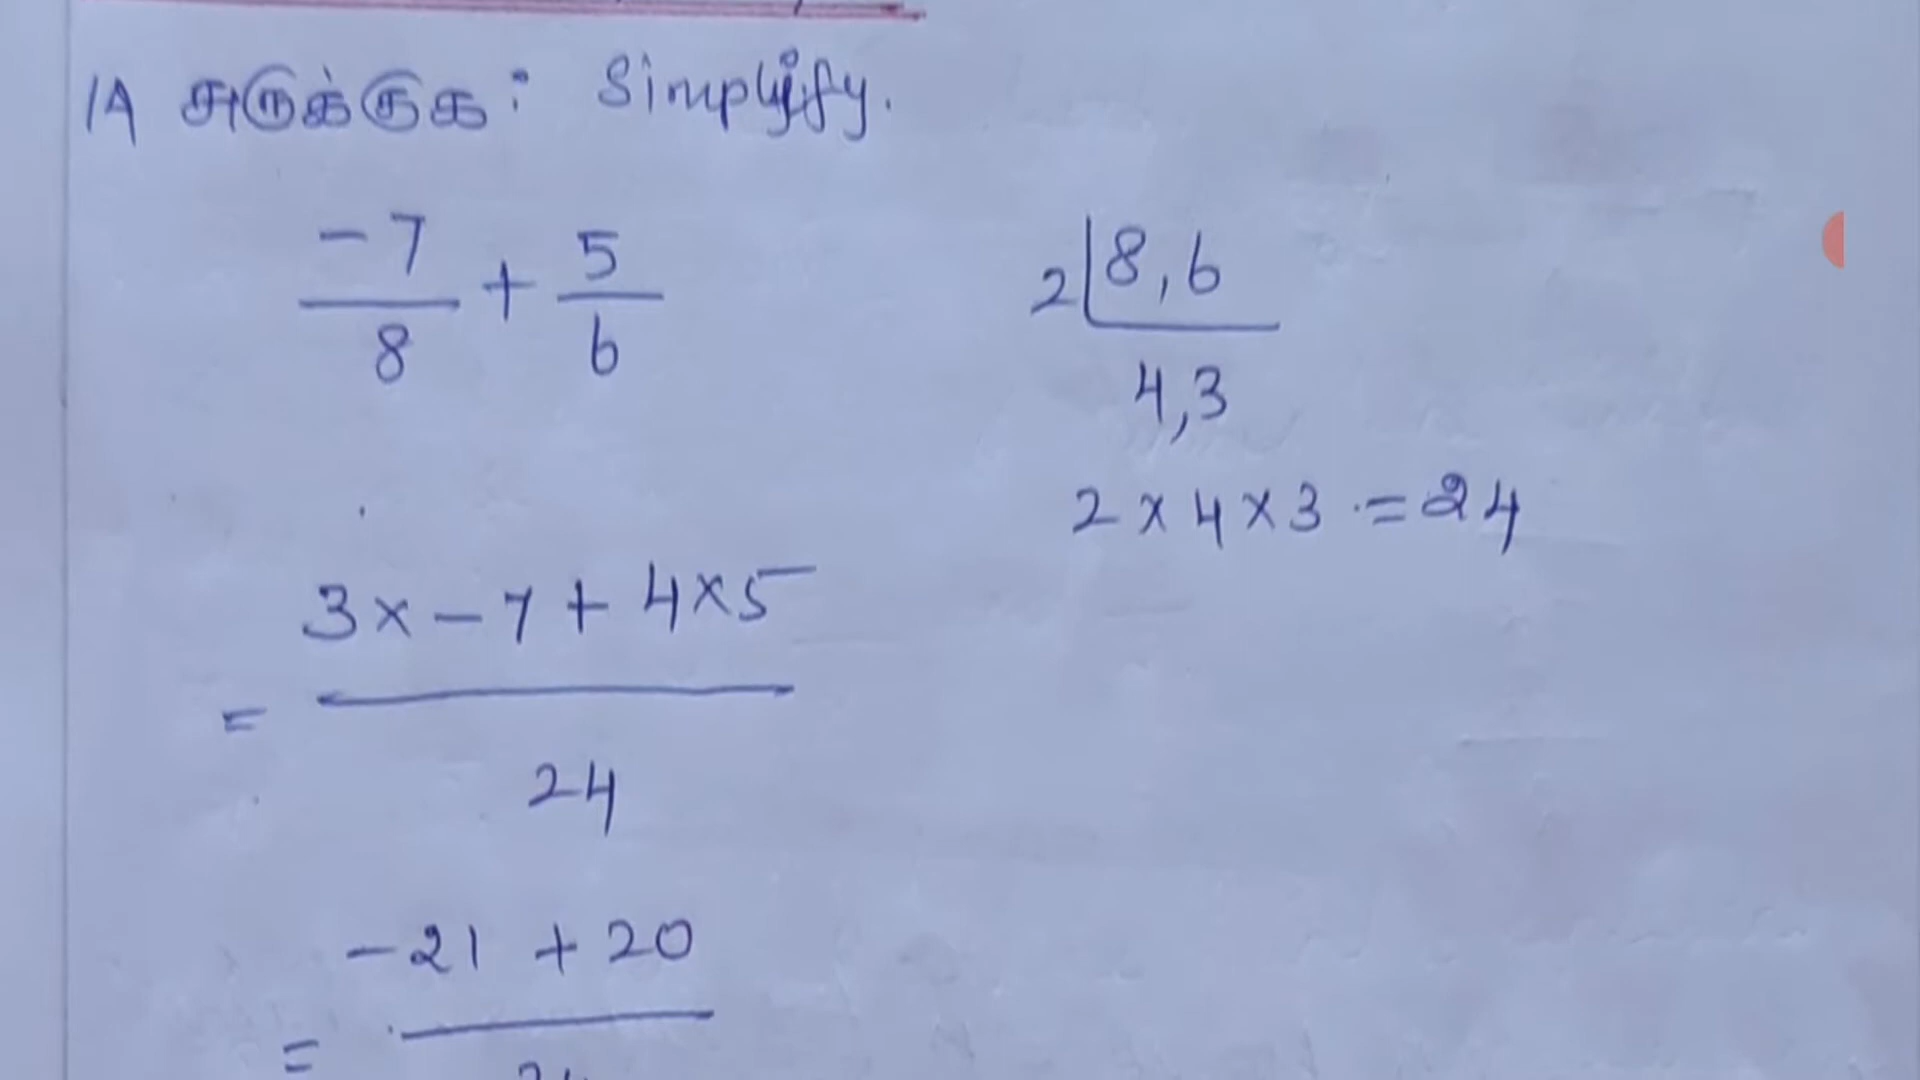 1A சுருக்குக: Simplify.
-7/8 + 5/6
2 | 8, 6
4, 3
2 x 4 x 3 = 24
= 3 x - 7 + 4 x 5 / 24
= -21 + 20 / 24